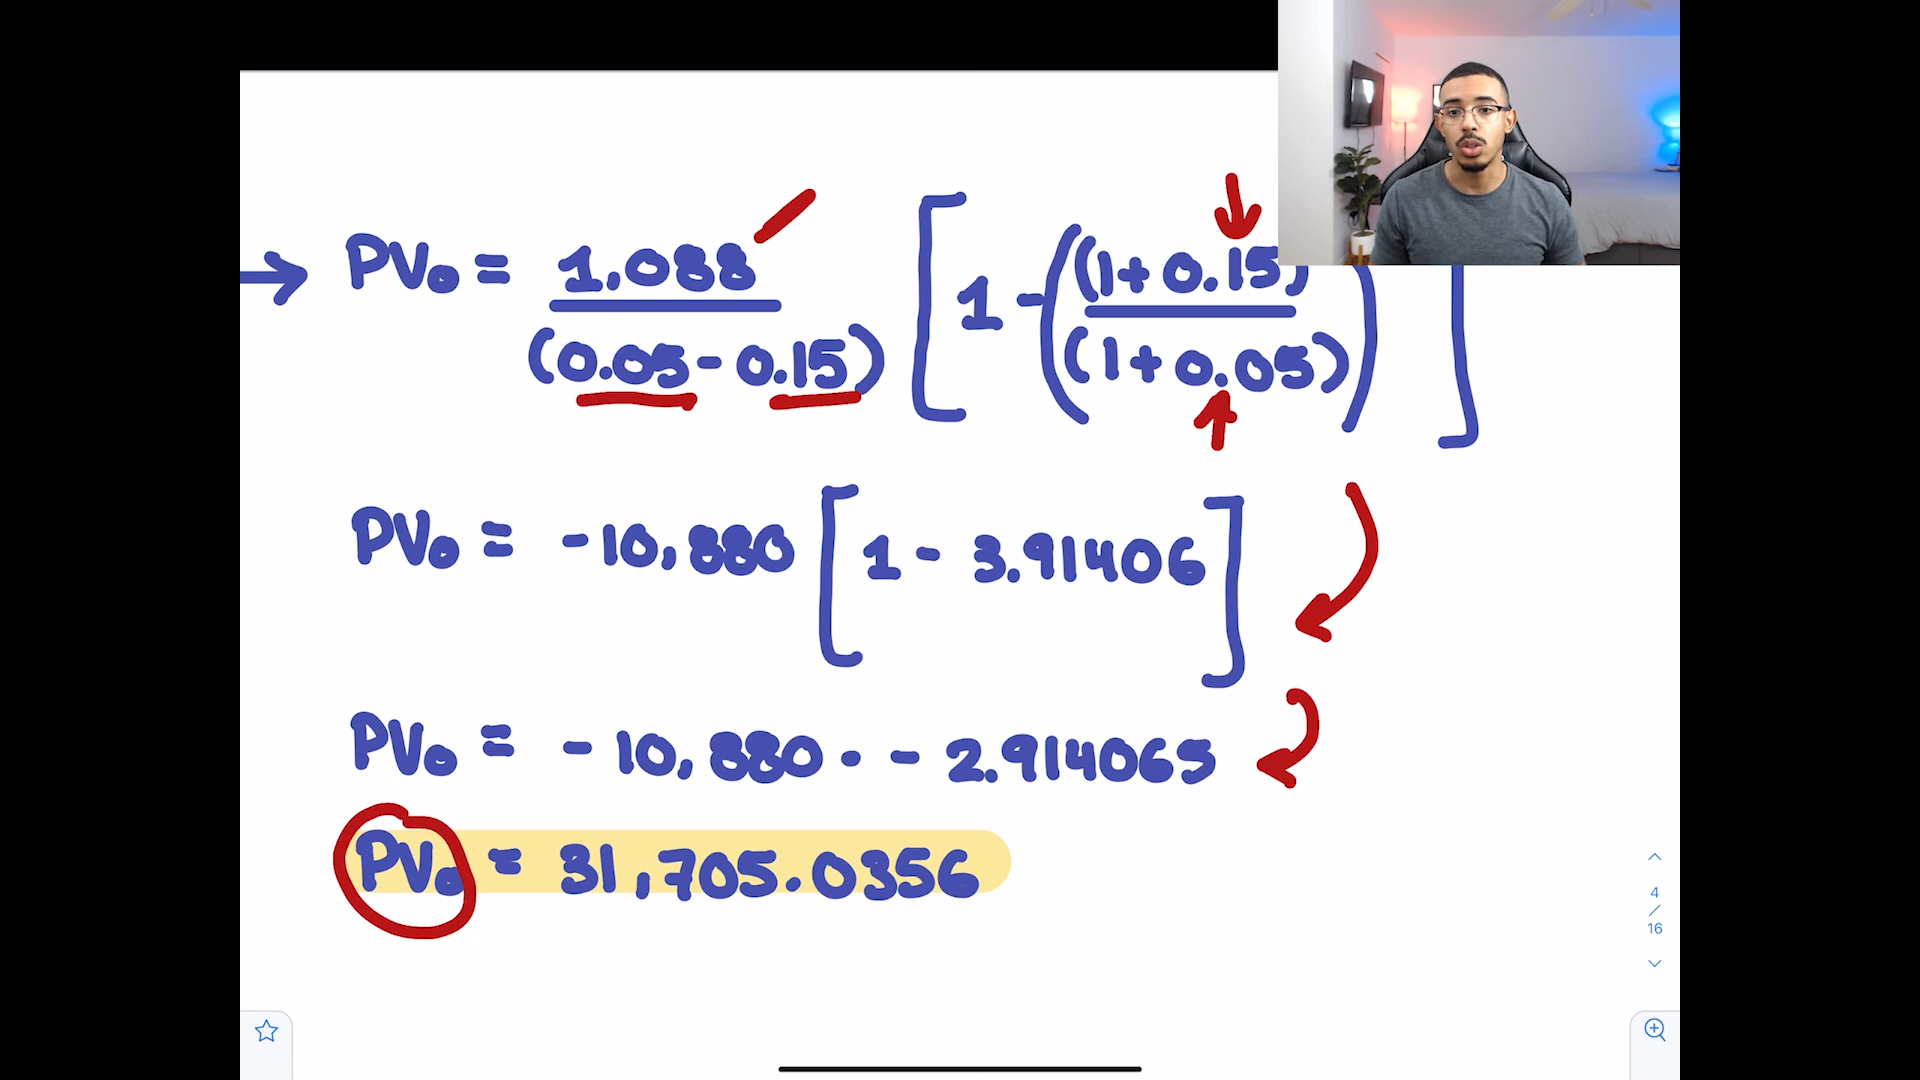 → PV₀ = 1,088 / (0.05 - 0.15) [ 1 - ( (1 + 0.15) / (1 + 0.05) ) ]
PV₀ = - 10,880 [ 1 - 3.91406 ]
PV₀ = - 10,880 · - 2.914065
PV₀ = 31,705.0356
4
/
16